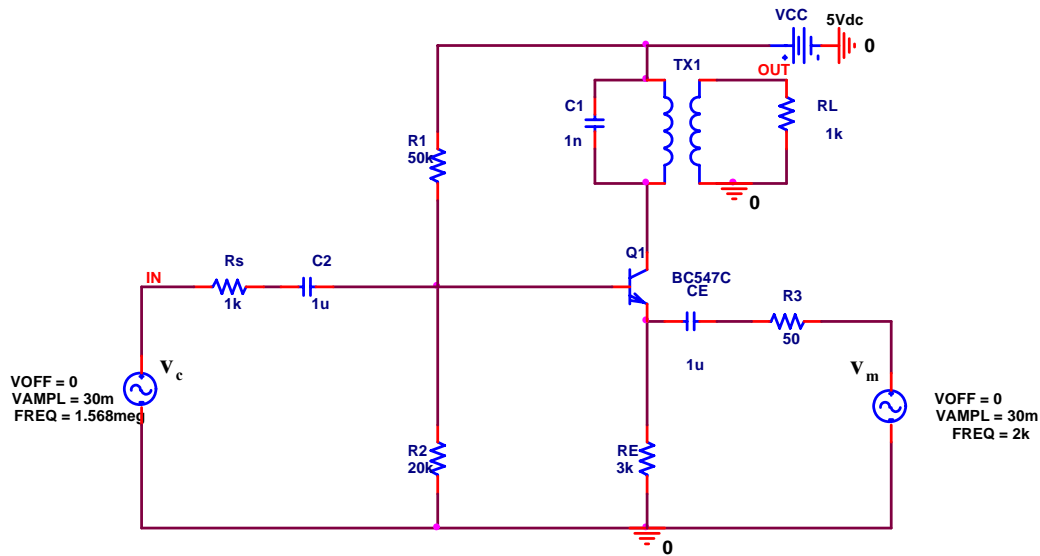 VCC
5Vdc
0
TX1
OUT
C1
1n
RL
1k
R1
50k
0
Q1
BC547C
CE
1u
R3
50
IN
Rs
1k
C2
1u
vc
VOFF = 0
VAMPL = 30m
FREQ = 1.568meg
vm
VOFF = 0
VAMPL = 30m
FREQ = 2k
R2
20k
RE
3k
0